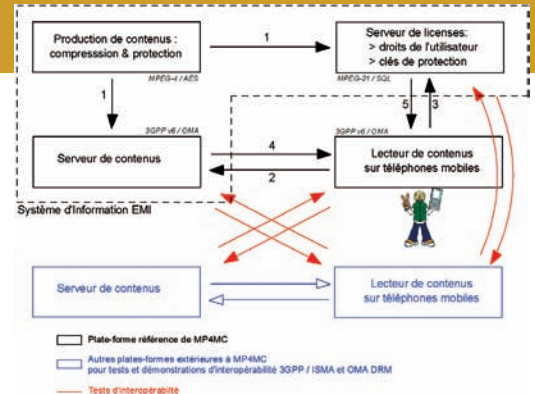 Production de contenus :
compresssion & protection
1
Serveur de licenses:
> droits de l'utilisateur
> clés de protection
MPEG-4 / AES
MPEG-21 / SQL
1
5
3
3GPP v6 / OMA
3GPP v6 / OMA
Serveur de contenus
4
2
Lecteur de contenus
sur téléphones mobiles
Système d'Information EMI
Serveur de contenus
Lecteur de contenus
sur téléphones mobiles
Plate-forme référence de MP4MC
Autres plates-formes extérieures à MP4MC
pour tests et démonstrations d'interopérabilité 3GPP / ISMA et OMA DRM
Tests d'interopérabilité